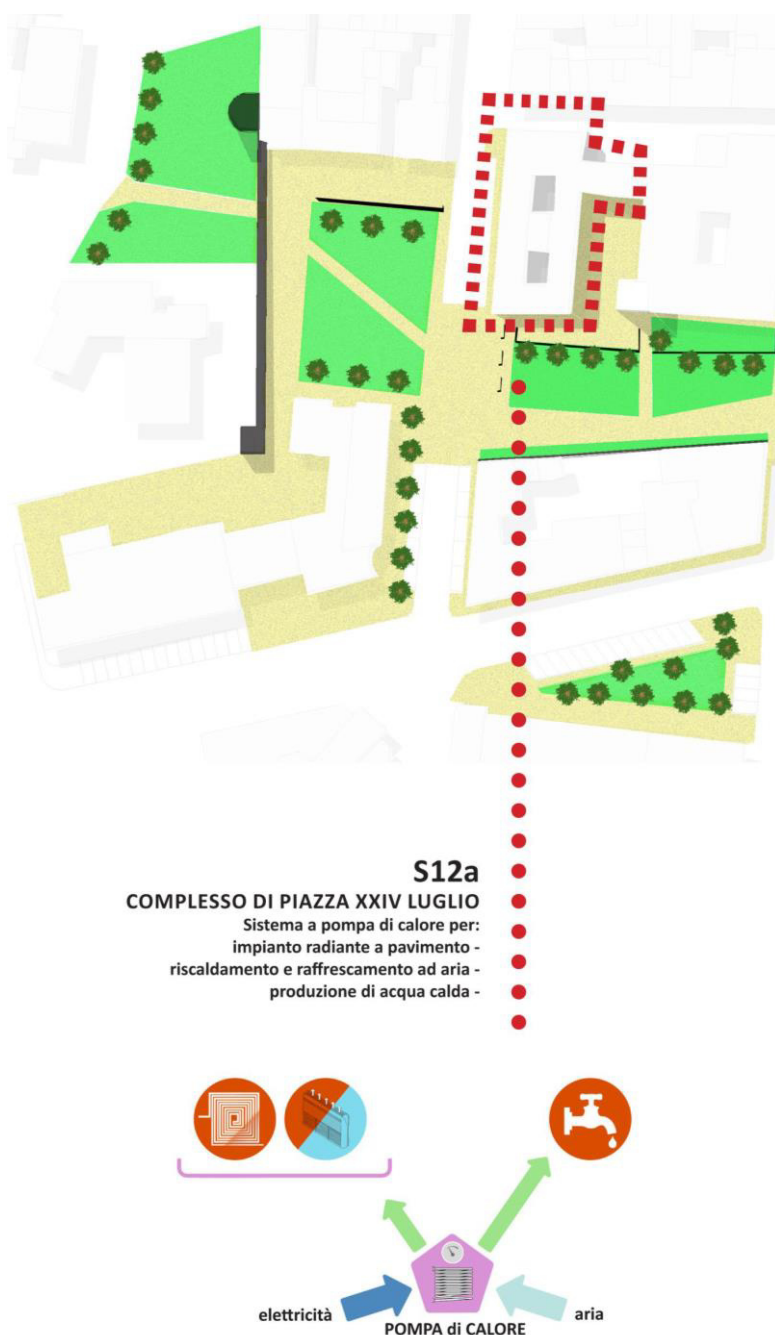 S12a
COMPLESSO DI PIAZZA XXIV LUGLIO
Sistema a pompa di calore per:
impianto radiante a pavimento -
riscaldamento e raffrescamento ad aria -
produzione di acqua calda -
elettricità
aria
POMPA di CALORE